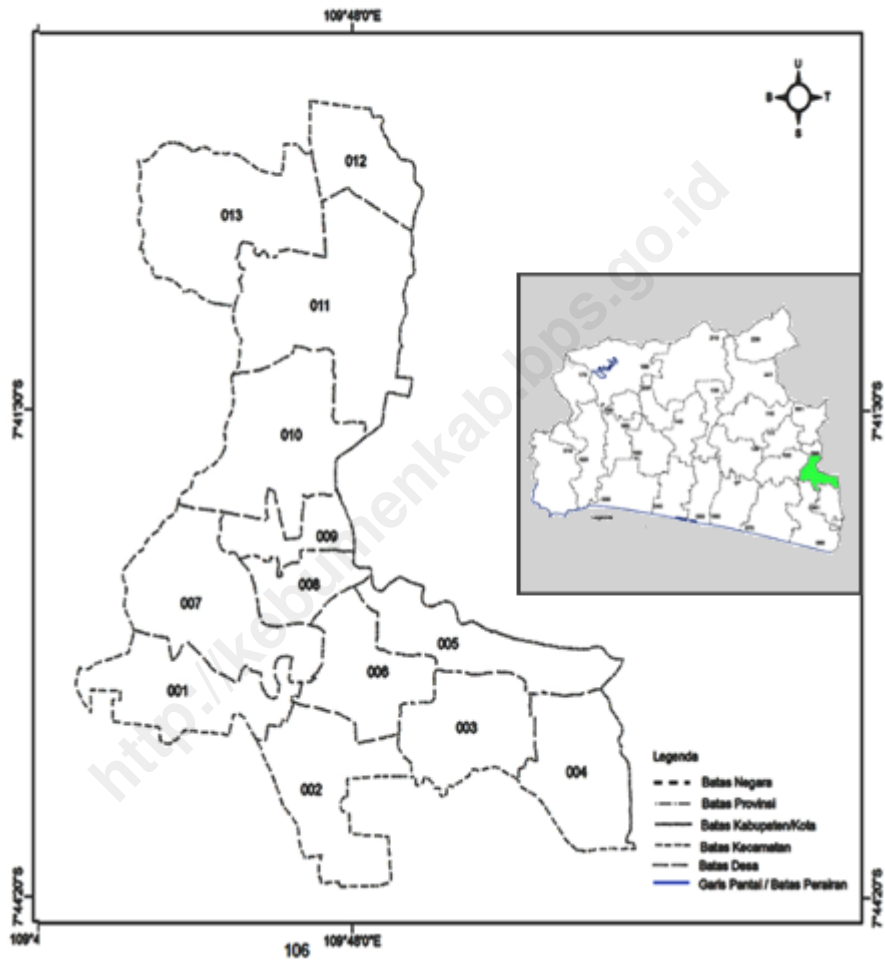 109°48'0"E
U
B T
S
012
013
011
7°41'30"S
7°41'30"S
010
009
008
007
005
001
006
003
004
002
Legenda
Batas Negara
Batas Provinsi
Batas Kabupaten/Kota
Batas Kecamatan
Batas Desa
Garis Pantai / Batas Perairan
7°44'20"S
7°44'20"S
109°4
109°48'0"E
106
http://kebumenkab.bps.go.id